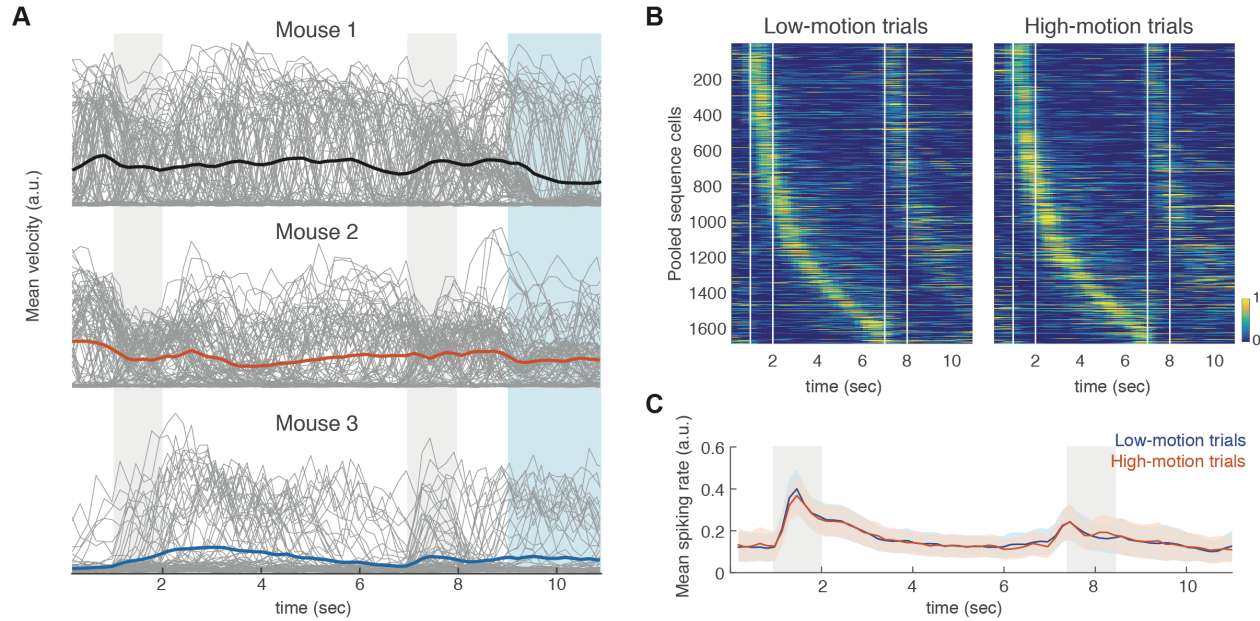 A
Mouse 1
Mouse 2
Mouse 3
Mean velocity (a.u.)
2
4
6
8
10
time (sec)
B
Low-motion trials
High-motion trials
Pooled sequence cells
200
400
600
800
1000
1200
1400
1600
2
4
6
8
10
time (sec)
2
4
6
8
10
time (sec)
1
0
C
Mean spiking rate (a.u.)
0.6
0.4
0.2
0
Low-motion trials
High-motion trials
2
4
6
8
10
time (sec)